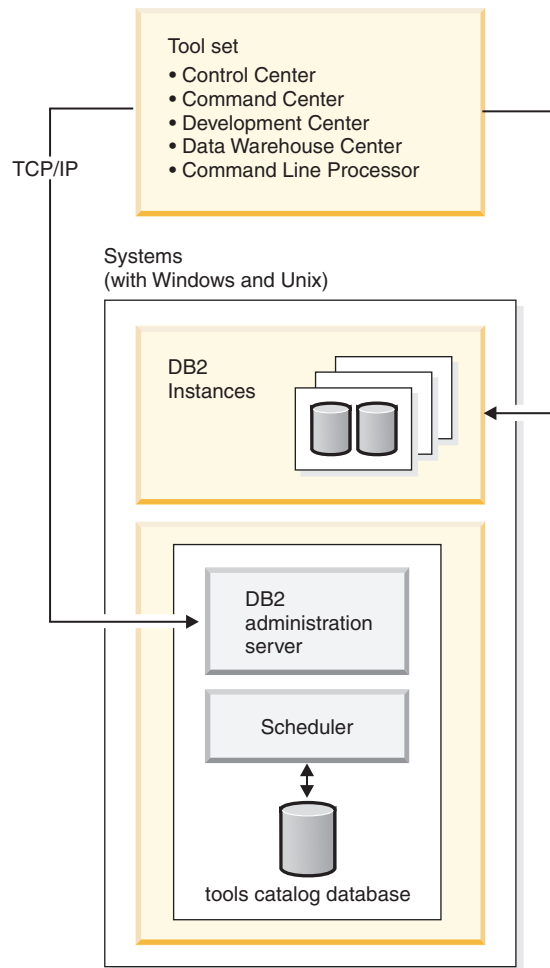 Tool set
• Control Center
• Command Center
• Development Center
• Data Warehouse Center
• Command Line Processor
TCP/IP
Systems
(with Windows and Unix)
DB2
Instances
DB2
administration
server
Scheduler
tools catalog database